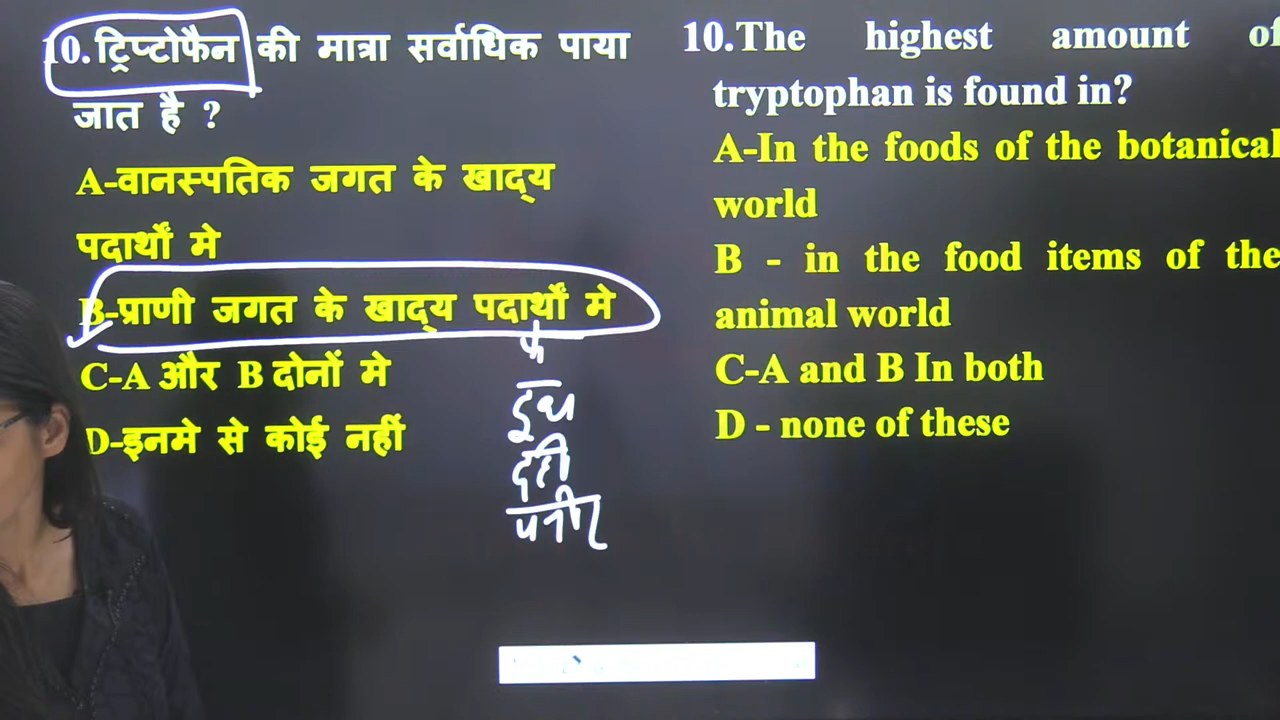 10.ट्रिप्टोफैन की मात्रा सर्वाधिक पाया
जात है ?
A-वानस्पतिक जगत के खाद्य
पदार्थों मे
B-प्राणी जगत के खाद्य पदार्थों मे
C-A और B दोनों मे
D-इनमे से कोई नहीं
दूध
दही
पनीर
10.The highest amount of
tryptophan is found in?
A-In the foods of the botanical
world
B - in the food items of the
animal world
C-A and B In both
D - none of these